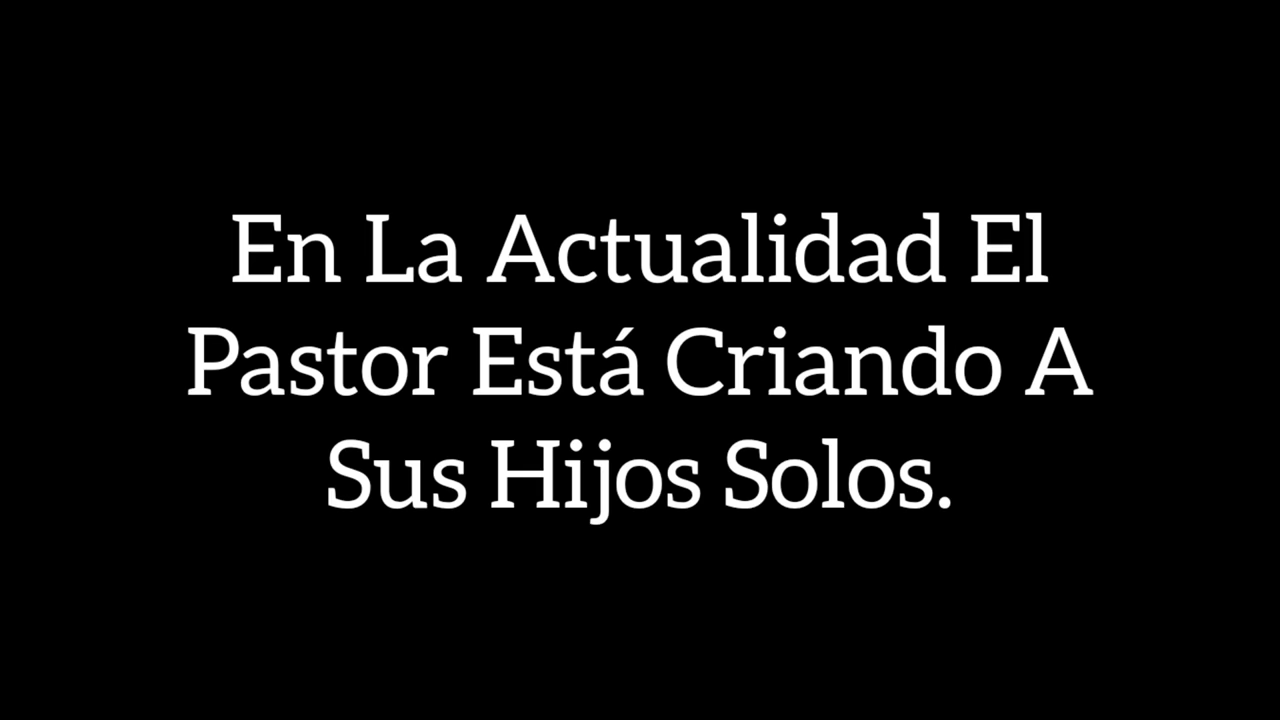 En La Actualidad El
Pastor Está Criando A
Sus Hijos Solos.